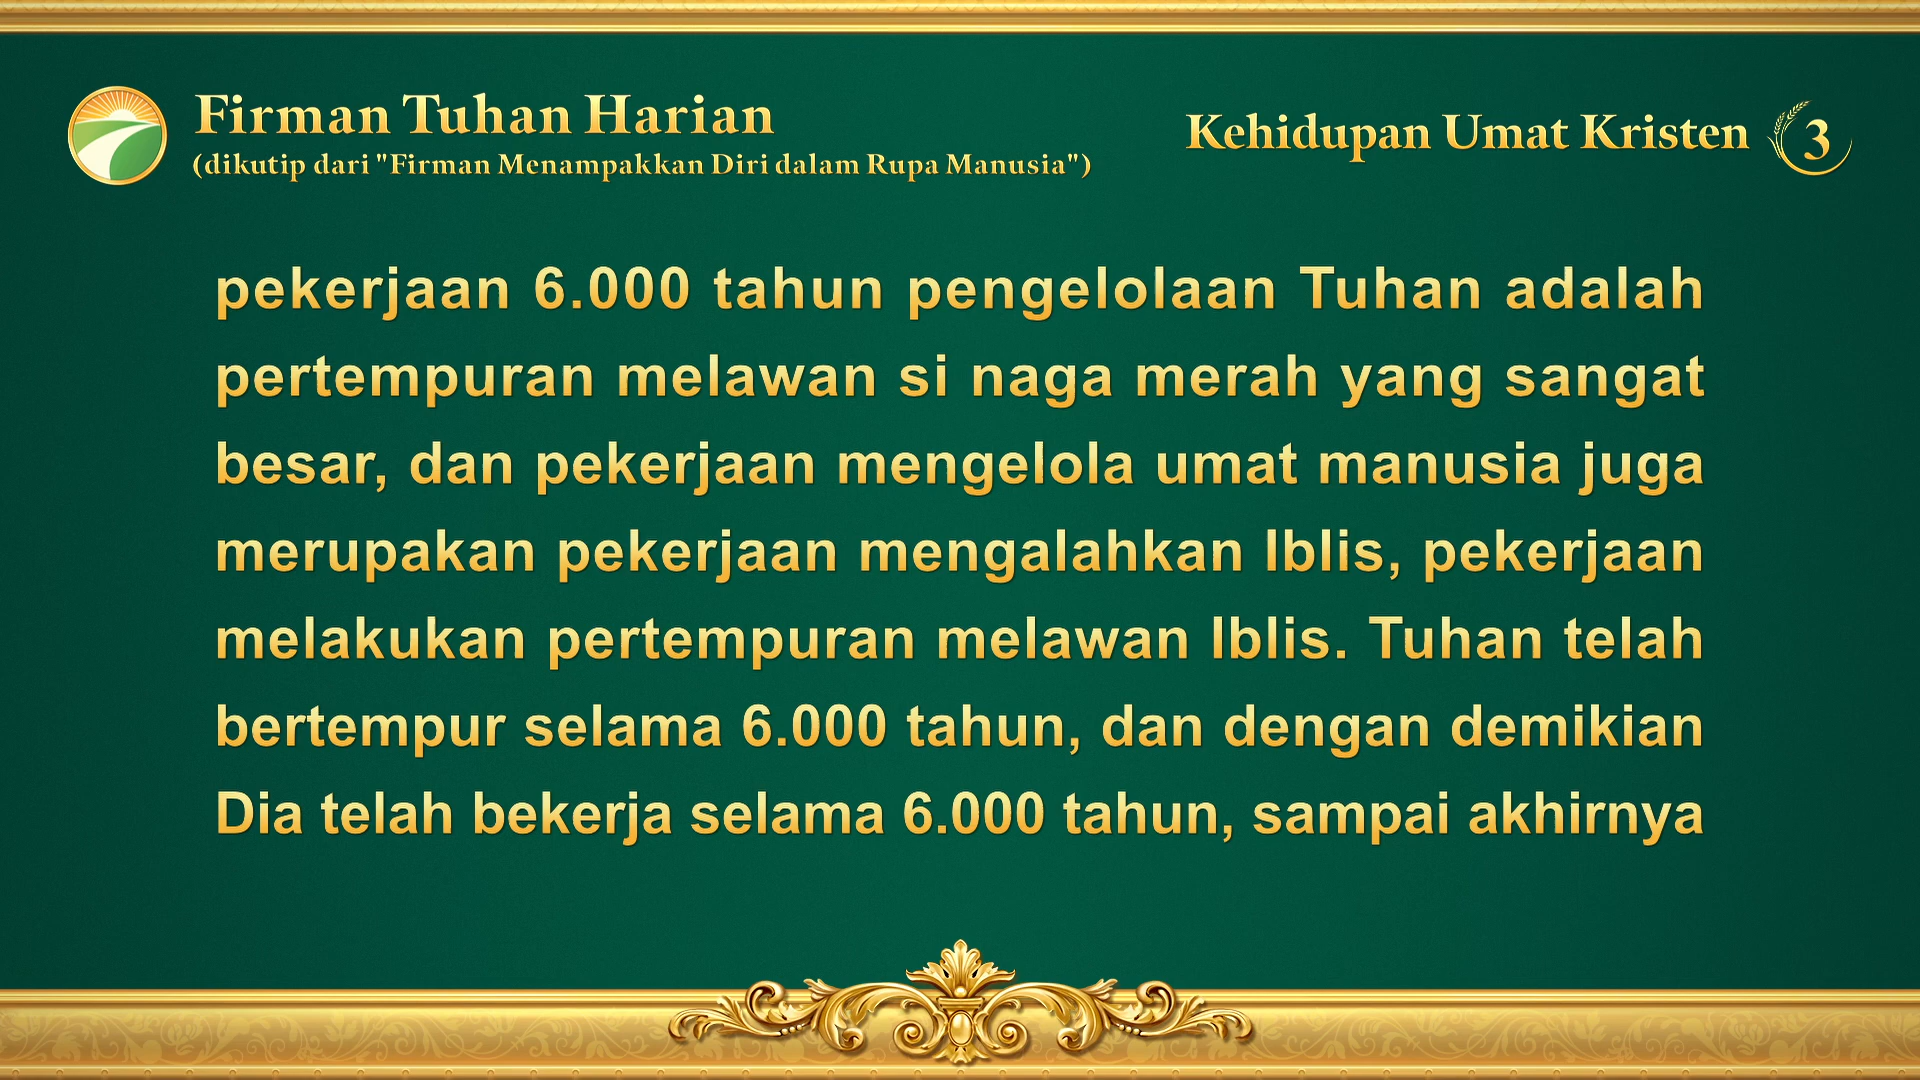 Firman Tuhan Harian
(dikutip dari "Firman Menampakkan Diri dalam Rupa Manusia")
Kehidupan Umat Kristen 3
pekerjaan 6.000 tahun pengelolaan Tuhan adalah
pertempuran melawan si naga merah yang sangat
besar, dan pekerjaan mengelola umat manusia juga
merupakan pekerjaan mengalahkan Iblis, pekerjaan
melakukan pertempuran melawan Iblis. Tuhan telah
bertempur selama 6.000 tahun, dan dengan demikian
Dia telah bekerja selama 6.000 tahun, sampai akhirnya